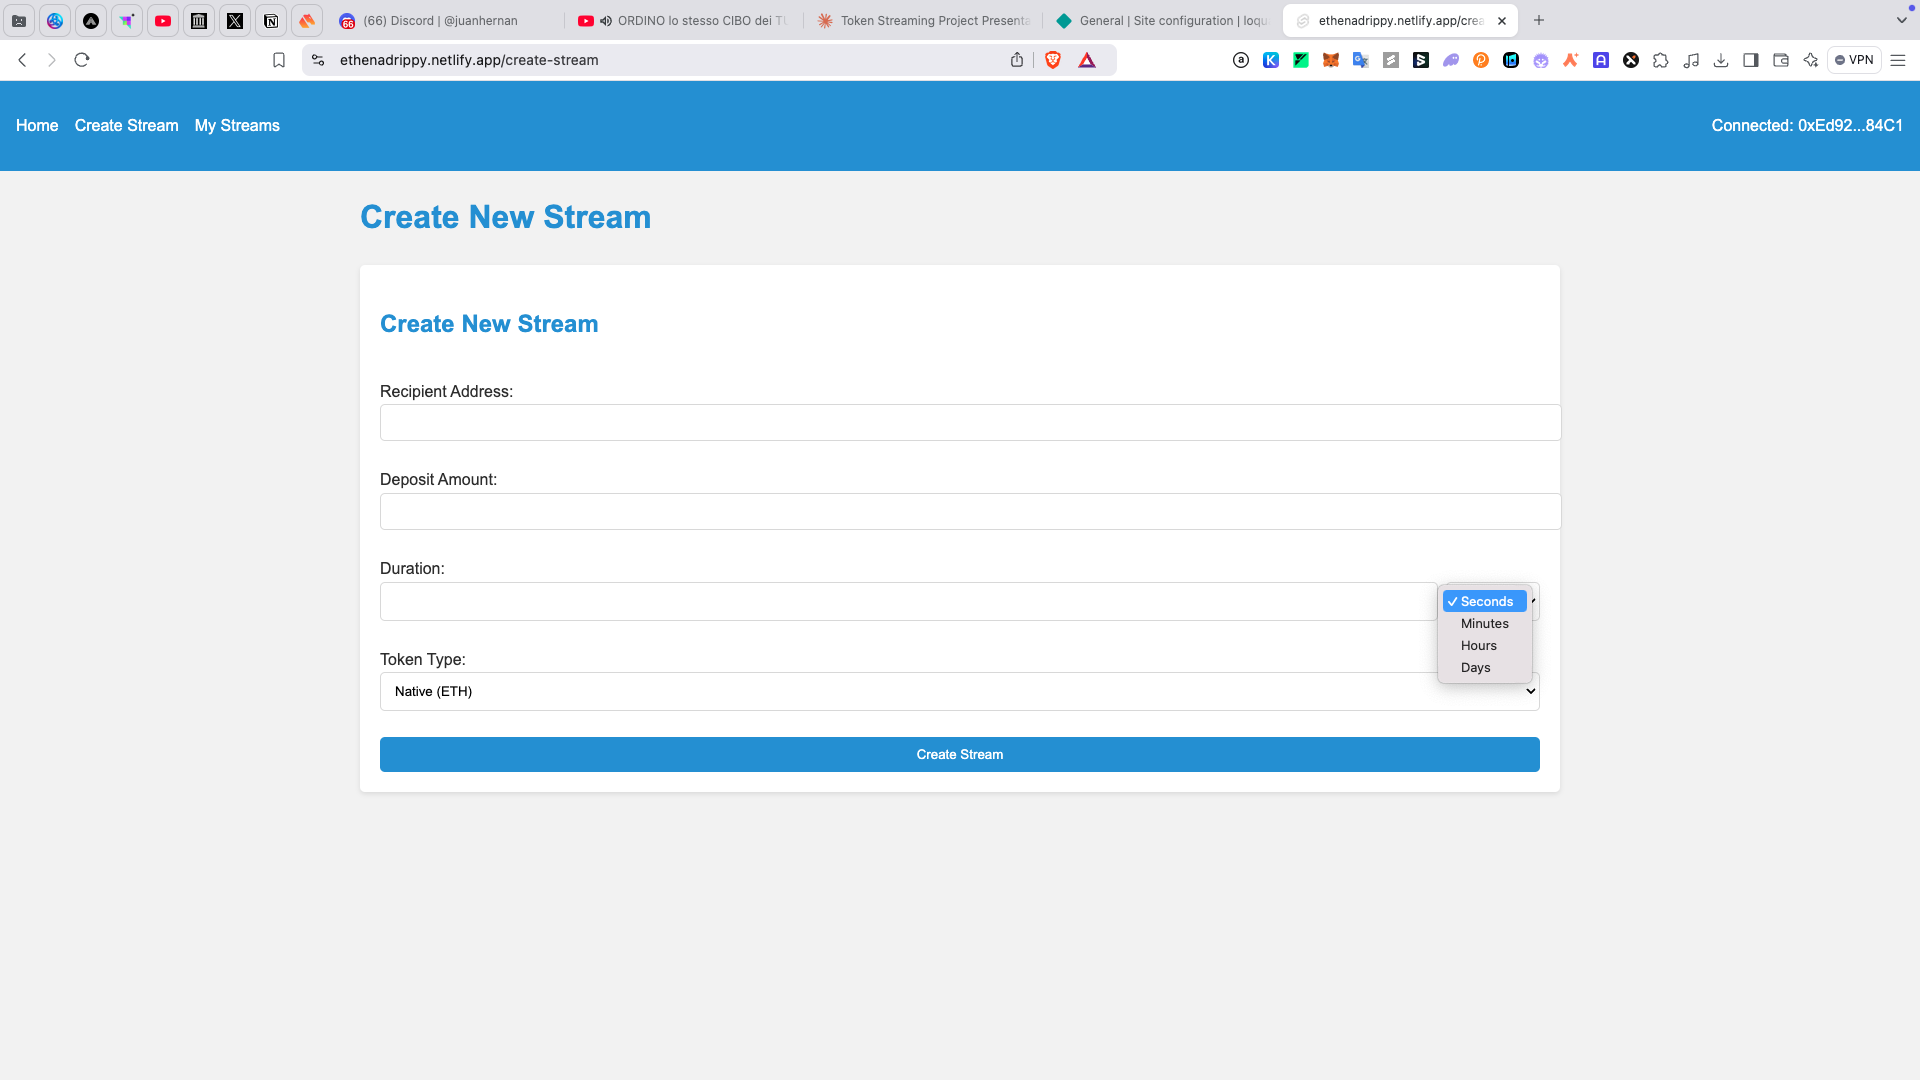 (66) Discord | @juanhernan
ORDINO lo stesso CIBO dei TU
Token Streaming Project Presenta
General | Site configuration | loqu
ethenadrippy.netlify.app/crea
ethenadrippy.netlify.app/create-stream
VPN
Home
Create Stream
My Streams
Connected: 0xEd92...84C1
Create New Stream
Create New Stream
Recipient Address:
Deposit Amount:
Duration:
Seconds
Minutes
Hours
Days
Token Type:
Native (ETH)
Create Stream